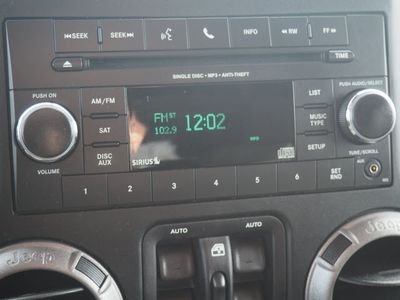 |<<SEEK
SEEK>>|
INFO
<< RW
FF >>
TIME
SINGLE DISC • MP3 • ANTI-THEFT
PUSH ON
VOLUME
AM/FM
SAT
DISC AUX
FM ST
102.9
12:02
SIRIUS
LIST
MUSIC TYPE
SETUP
PUSH AUDIO/SELECT
TUNE/SCROLL
AUX
1
2
3
4
5
6
SET RND
AUTO
AUTO
Jeep
Jeep